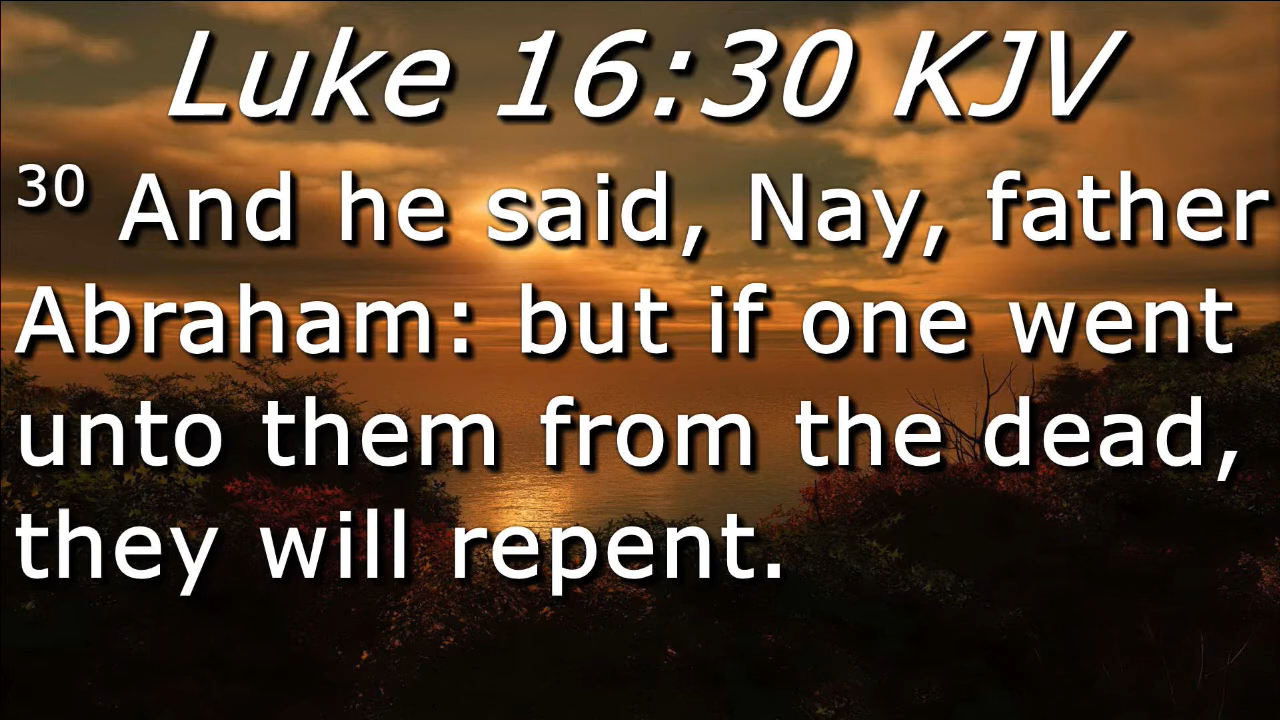 Luke 16:30 KJV
30 And he said, Nay, father
Abraham: but if one went
unto them from the dead,
they will repent.